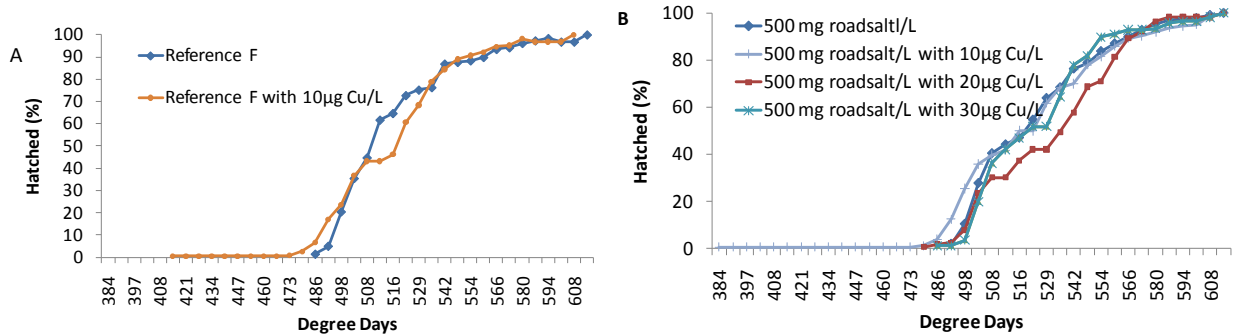 A
Hatched (%)
100
90
80
70
60
50
40
30
20
10
0
Reference F
Reference F with 10µg Cu/L
384 408 421 434 447 460 473 486 498 508 516 529 542 554 566 580 594 608
Degree Days
B
Hatched (%)
100
80
60
40
20
0
500 mg roadsaltl/L
500 mg roadsalt/L with 10µg Cu/L
500 mg roadsalt/L with 20µg Cu/L
500 mg roadsalt/L with 30µg Cu/L
384 408 421 434 447 460 473 486 498 508 516 529 542 554 566 580 594 608
Degree Days